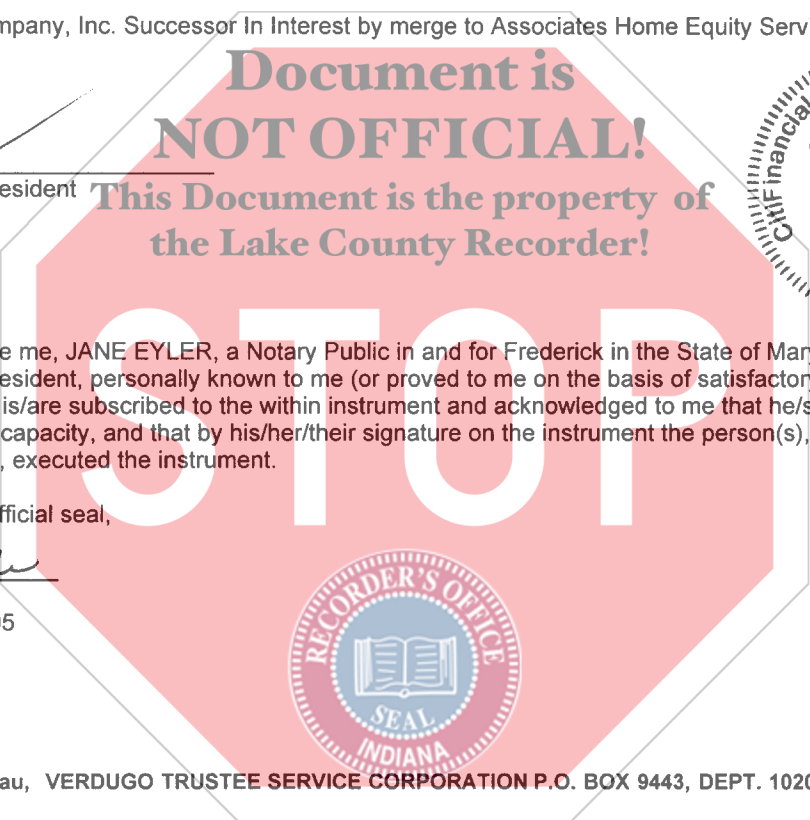 mpany, Inc. Successor In Interest by merge to Associates Home Equity Serv
Document is
NOT OFFICIAL!
esident
This Document is the property of
the Lake County Recorder!
CitiFinancial
STOP
e me, JANE EYLER, a Notary Public in and for Frederick in the State of Mary
esident, personally known to me (or proved to me on the basis of satisfactor
is/are subscribed to the within instrument and acknowledged to me that he/s
capacity, and that by his/her/their signature on the instrument the person(s),
, executed the instrument.
fficial seal,
05
RECORDER'S OFFICE
SEAL
INDIANA
au, VERDUGO TRUSTEE SERVICE CORPORATION P.O. BOX 9443, DEPT. 1020